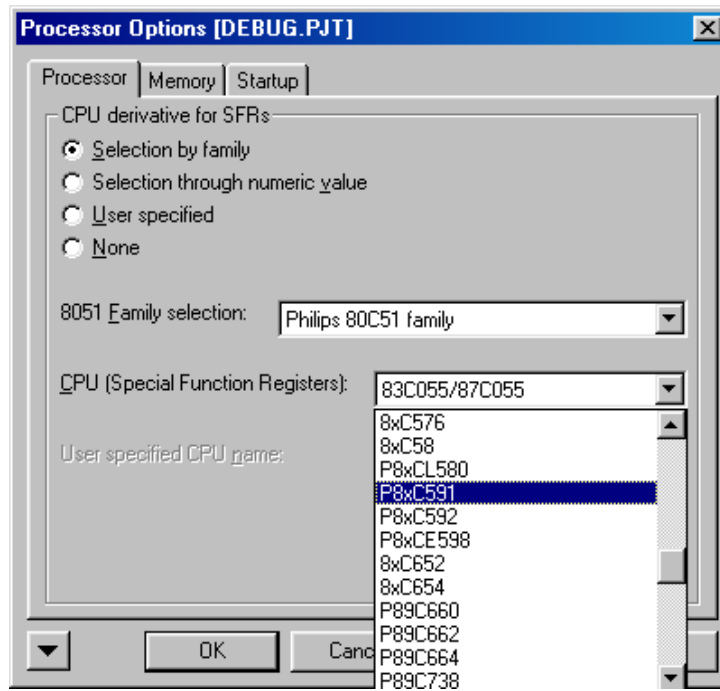 Processor Options [DEBUG.PJT]
Processor Memory Startup
CPU derivative for SFRs
Selection by family
Selection through numeric value
User specified
None
8051 Family selection: Philips 80C51 family
CPU (Special Function Registers): 83C055/87C055
8xC576
8xC58
User specified CPU name:
P8xCL580
P8xC591
P8xC592
P8xCE598
8xC652
8xC654
P89C660
P89C662
P89C664
P89C738
OK Canc